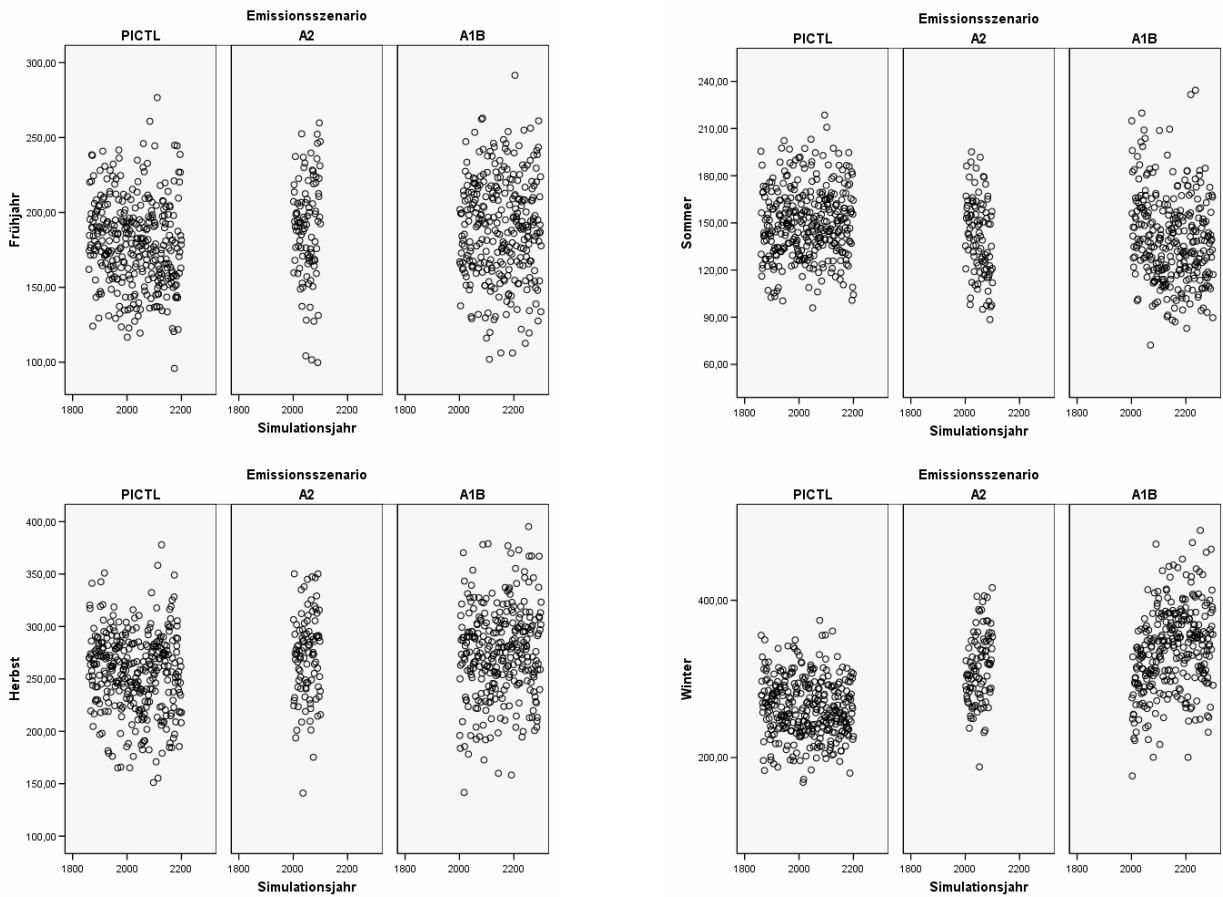 Emissionsszenario
PICTL A2 A1B
300,00
250,00
200,00
150,00
100,00
Frühjahr
1800 2000 2200 1800 2000 2200 1800 2000 2200
Simulationsjahr
Emissionsszenario
PICTL A2 A1B
240,00
210,00
180,00
150,00
120,00
90,00
60,00
Sommer
1800 2000 2200 1800 2000 2200 1800 2000 2200
Simulationsjahr
Emissionsszenario
PICTL A2 A1B
400,00
350,00
300,00
250,00
200,00
150,00
100,00
Herbst
1800 2000 2200 1800 2000 2200 1800 2000 2200
Simulationsjahr
Emissionsszenario
PICTL A2 A1B
400,00
200,00
Winter
1800 2000 2200 1800 2000 2200 1800 2000 2200
Simulationsjahr